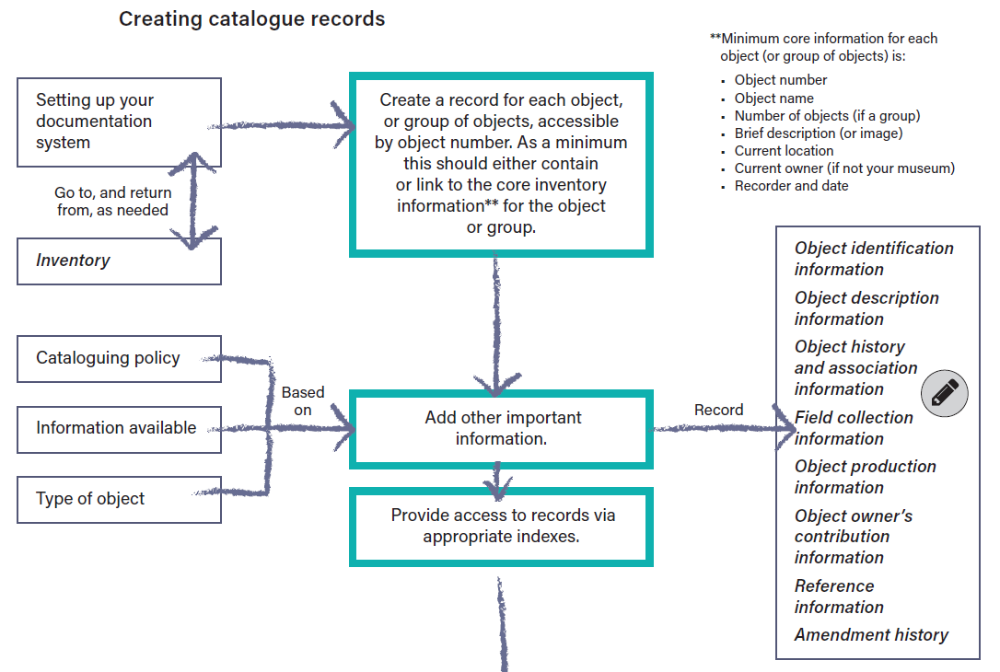 Creating catalogue records
**Minimum core information for each
object (or group of objects) is:
• Object number
• Object name
• Number of objects (if a group)
• Brief description (or image)
• Current location
• Current owner (if not your museum)
• Recorder and date
Setting up your
documentation
system
Go to, and return
from, as needed
Inventory
Create a record for each object,
or group of objects, accessible
by object number. As a minimum
this should either contain
or link to the core inventory
information** for the object
or group.
Cataloguing policy
Information available
Type of object
Based
on
Add other important
information.
Record
Provide access to records via
appropriate indexes.
Object identification
information
Object description
information
Object history
and association
information
Field collection
information
Object production
information
Object owner’s
contribution
information
Reference
information
Amendment history